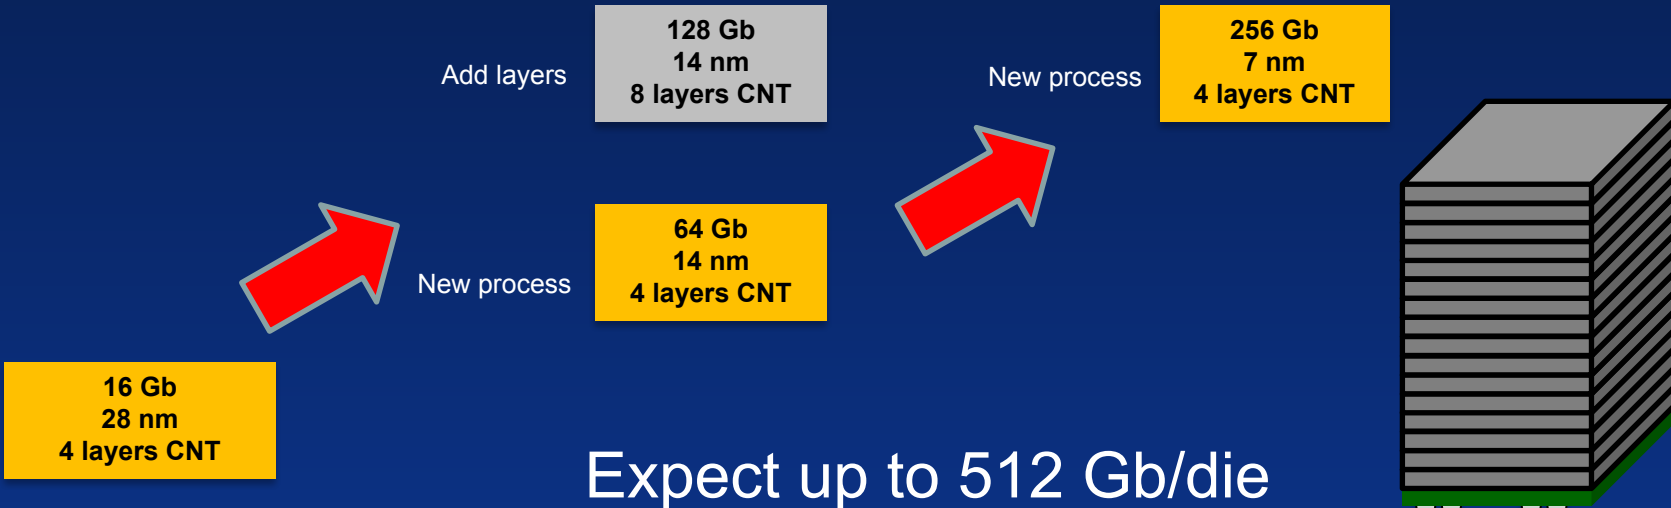 Add layers
128 Gb
14 nm
8 layers CNT
New process
256 Gb
7 nm
4 layers CNT
New process
64 Gb
14 nm
4 layers CNT
16 Gb
28 nm
4 layers CNT
Expect up to 512 Gb/die